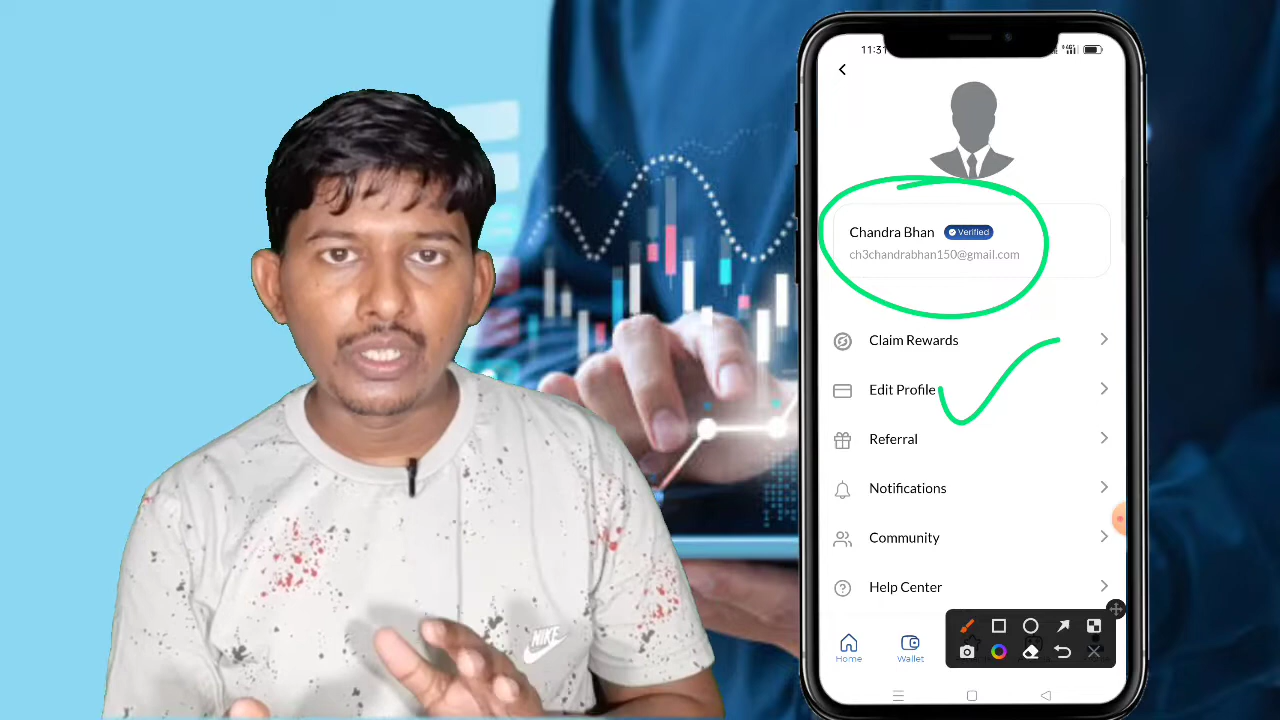 11:31
Chandra Bhan Verified
ch3chandrabhan150@gmail.com
Claim Rewards
Edit Profile
Referral
Notifications
Community
Help Center
Home
Wallet
NIKE